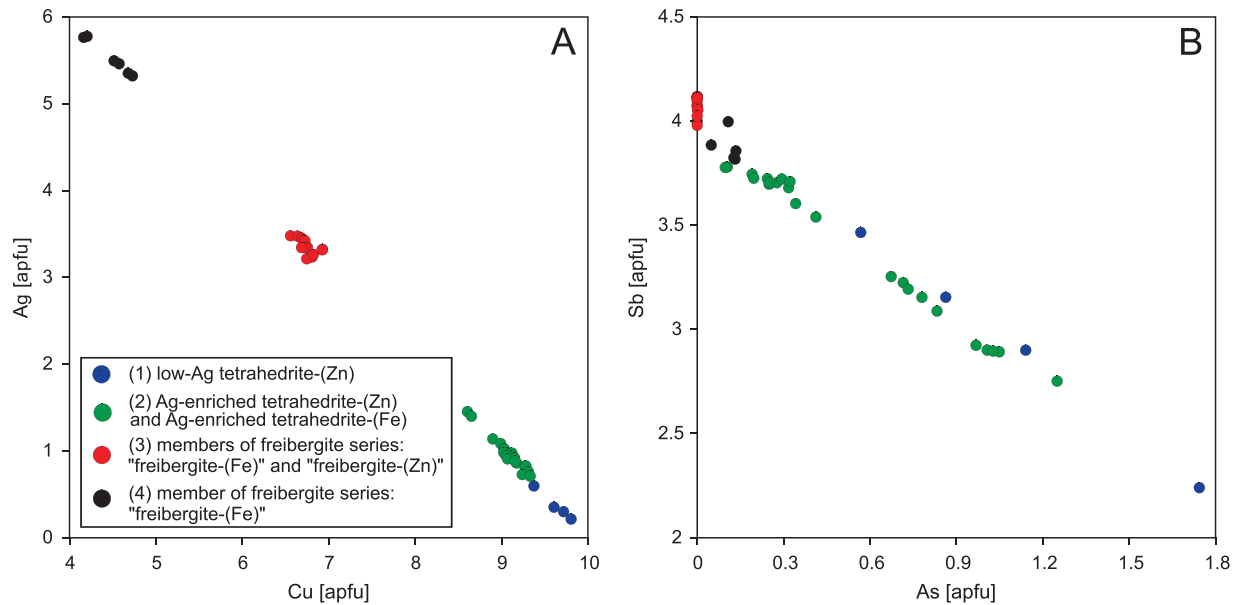 A
6
5
4
3
2
1
0
Ag [apfu]
(1) low-Ag tetrahedrite-(Zn)
(2) Ag-enriched tetrahedrite-(Zn)
and Ag-enriched tetrahedrite-(Fe)
(3) members of freibergite series:
"freibergite-(Fe)" and "freibergite-(Zn)"
(4) member of freibergite series:
"freibergite-(Fe)"
4 5 6 7 8 9 10
Cu [apfu]
B
4.5
4
3.5
3
2.5
2
Sb [apfu]
0 0.3 0.6 0.9 1.2 1.5 1.8
As [apfu]